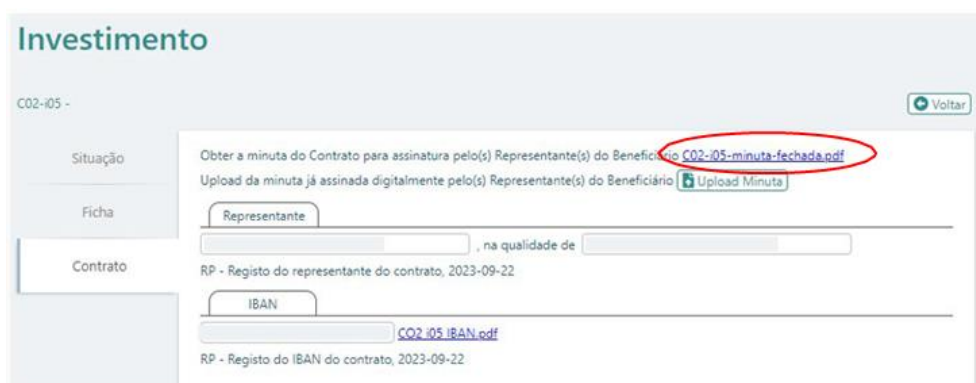 Investimento
C02-i05 -
Voltar
Situação
Obter a minuta do Contrato para assinatura pelo(s) Representante(s) do Beneficiário C02-i05-minuta-fechada.pdf
Upload da minuta já assinada digitalmente pelo(s) Representante(s) do Beneficiário Upload Minuta
Ficha
Representante
, na qualidade de
Contrato
RP - Registo do representante do contrato, 2023-09-22
IBAN
CO2 i05 IBAN.pdf
RP - Registo do IBAN do contrato, 2023-09-22